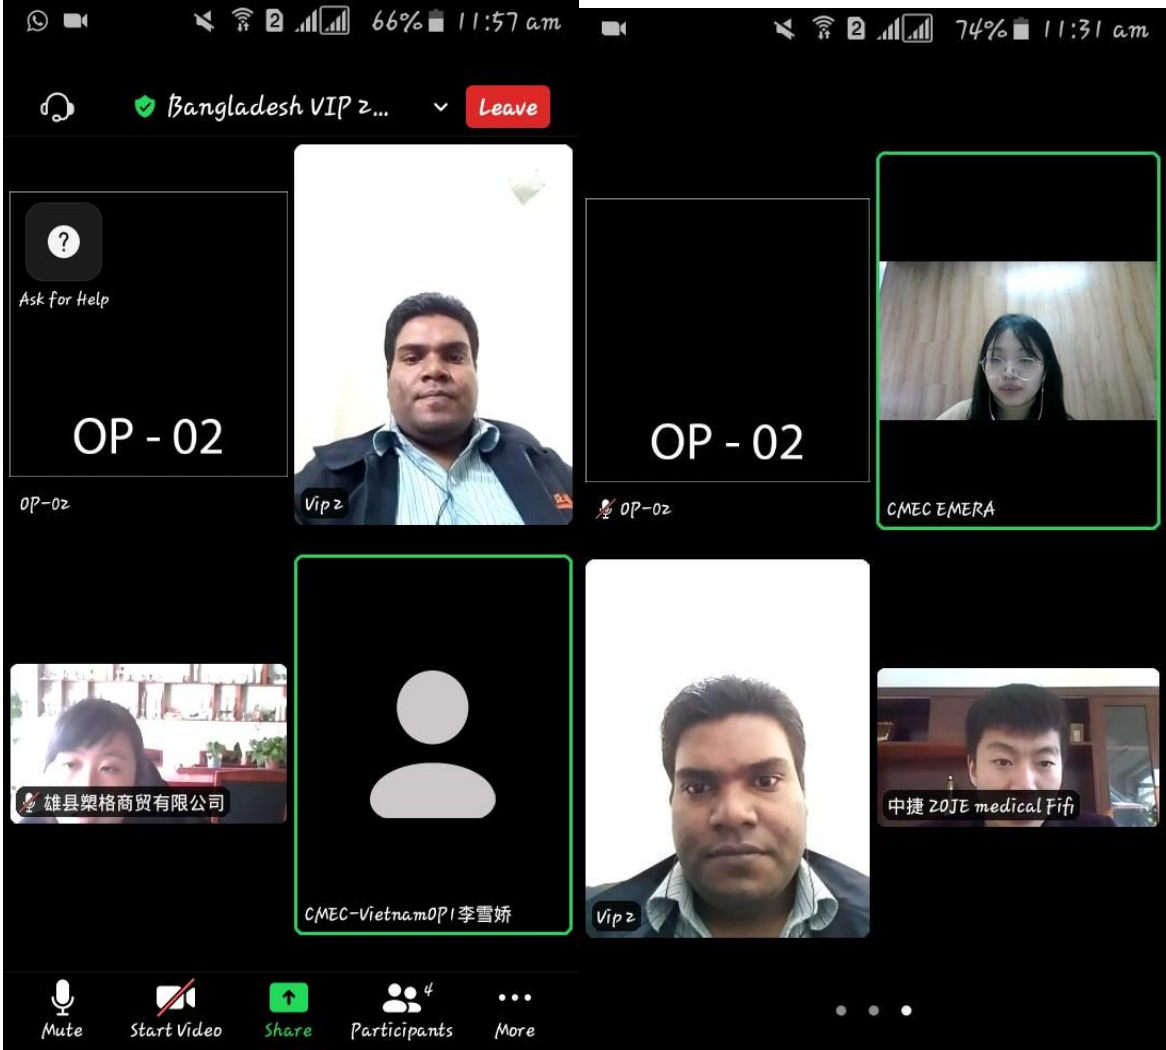 2 66% 11:57 am
Bangladesh VIP 2...
Leave
?
Ask for Help
OP - 02
OP-02
Vip 2
雄县槊格商贸有限公司
CMEC-VietnamOP1李雪娇
Mute
Start Video
Share
4
Participants
More
2 74% 11:31 am
OP - 02
OP-02
CMEC EMERA
Vip 2
中捷 ZOJE medical Fifi